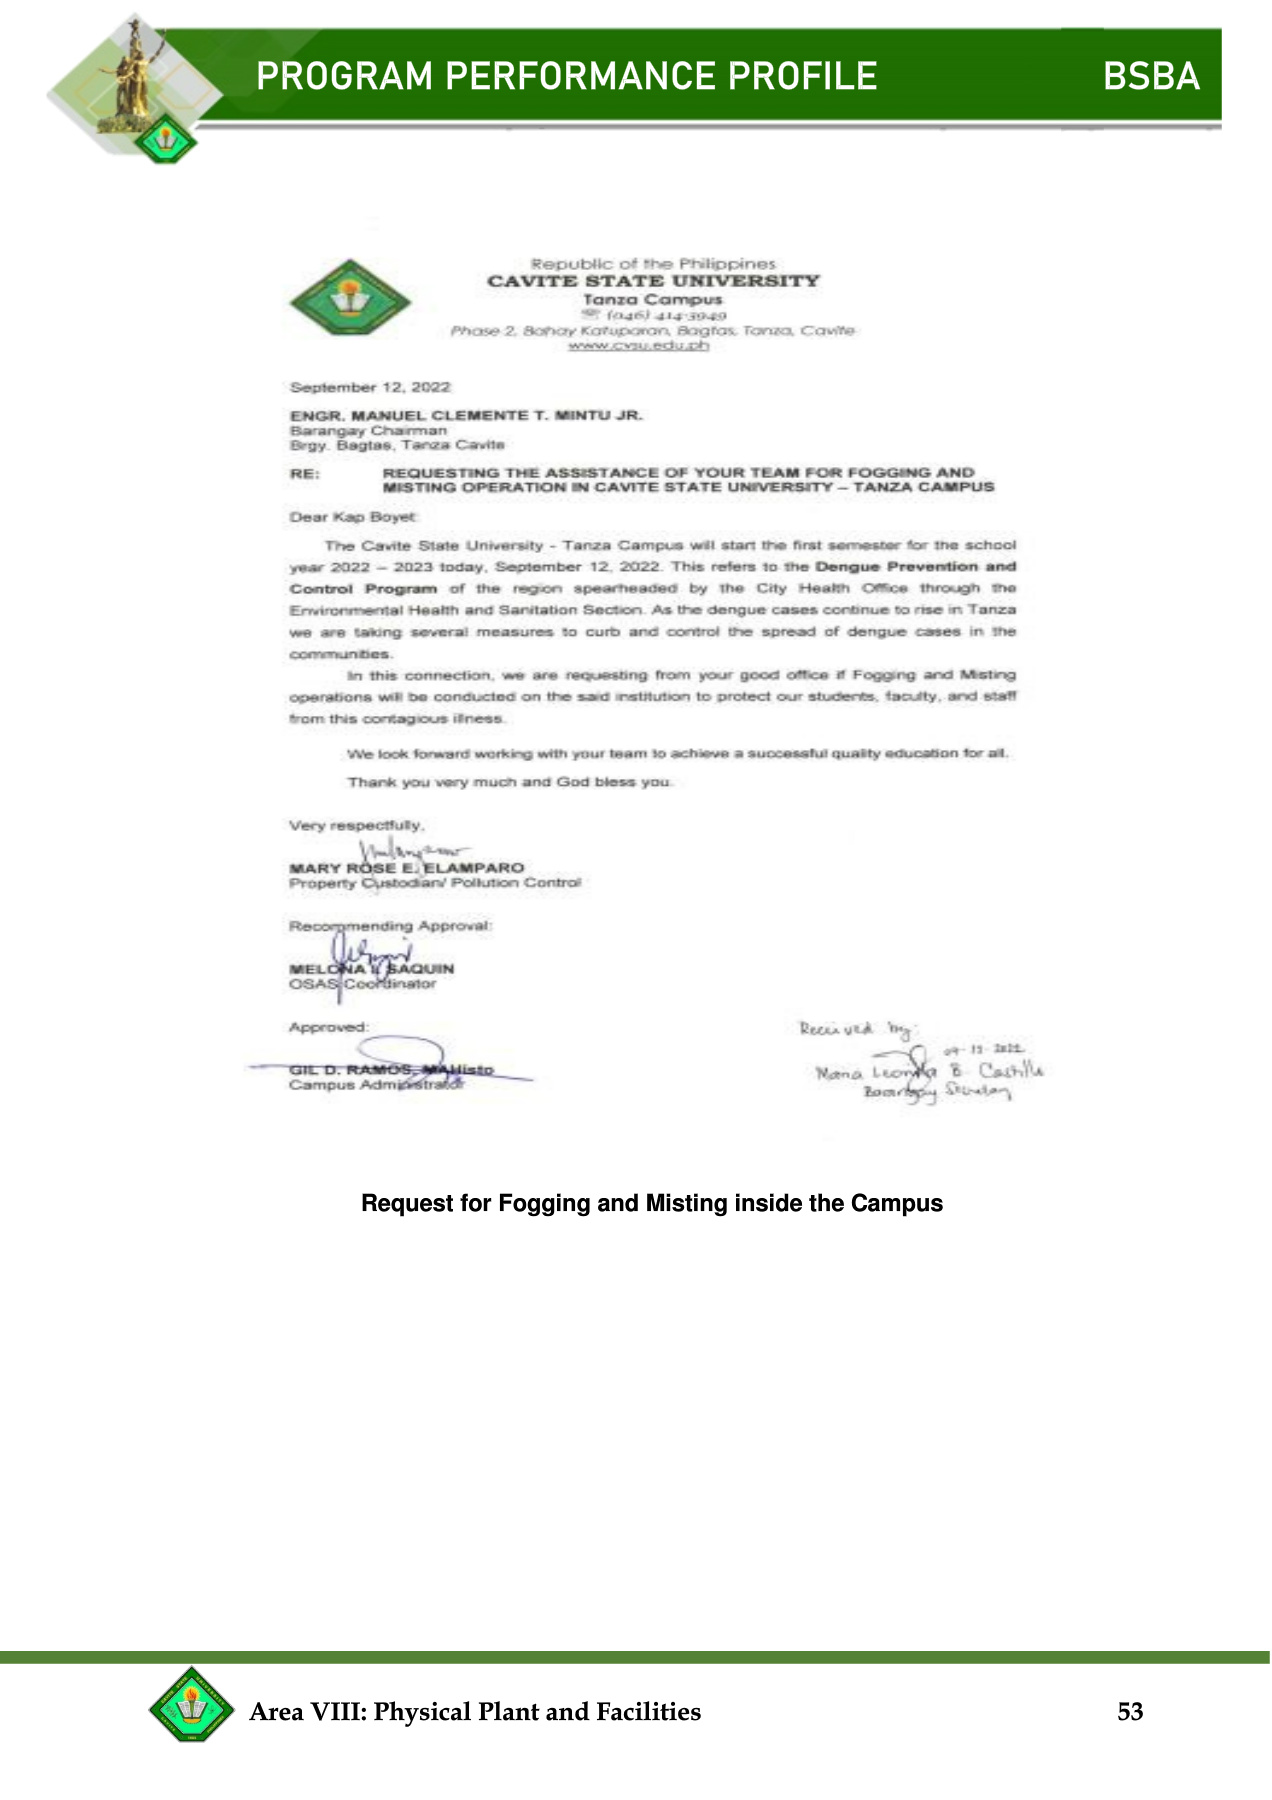 PROGRAM PERFORMANCE PROFILE BSBA
Republic of the Philippines
CAVITE STATE UNIVERSITY
Tanza Campus
☏ (046) 414-3949
Phase 2, Bahay Katuparan, Bagtas, Tanza, Cavite
www.cvsu.edu.ph
September 12, 2022
ENGR. MANUEL CLEMENTE T. MINTU JR.
Barangay Chairman
Brgy. Bagtas, Tanza Cavite
RE: REQUESTING THE ASSISTANCE OF YOUR TEAM FOR FOGGING AND
MISTING OPERATION IN CAVITE STATE UNIVERSITY – TANZA CAMPUS
Dear Kap Boyet:
The Cavite State University - Tanza Campus will start the first semester for the school
year 2022 – 2023 today, September 12, 2022. This refers to the Dengue Prevention and
Control Program of the region spearheaded by the City Health Office through the
Environmental Health and Sanitation Section. As the dengue cases continue to rise in Tanza
we are taking several measures to curb and control the spread of dengue cases in the
communities.
In this connection, we are requesting from your good office if Fogging and Misting
operations will be conducted on the said institution to protect our students, faculty, and staff
from this contagious illness.
We look forward working with your team to achieve a successful quality education for all.
Thank you very much and God bless you.
Very respectfully,
MARY ROSE E. ELAMPARO
Property Custodian/ Pollution Control
Recommending Approval:
MELONA I. SAQUIN
OSAS Coordinator
Approved:
GIL D. RAMOS, MAHisto
Campus Administrator
Received by:
Maria B. Castillo
Barangay Secretary
Request for Fogging and Misting inside the Campus
Area VIII: Physical Plant and Facilities 53